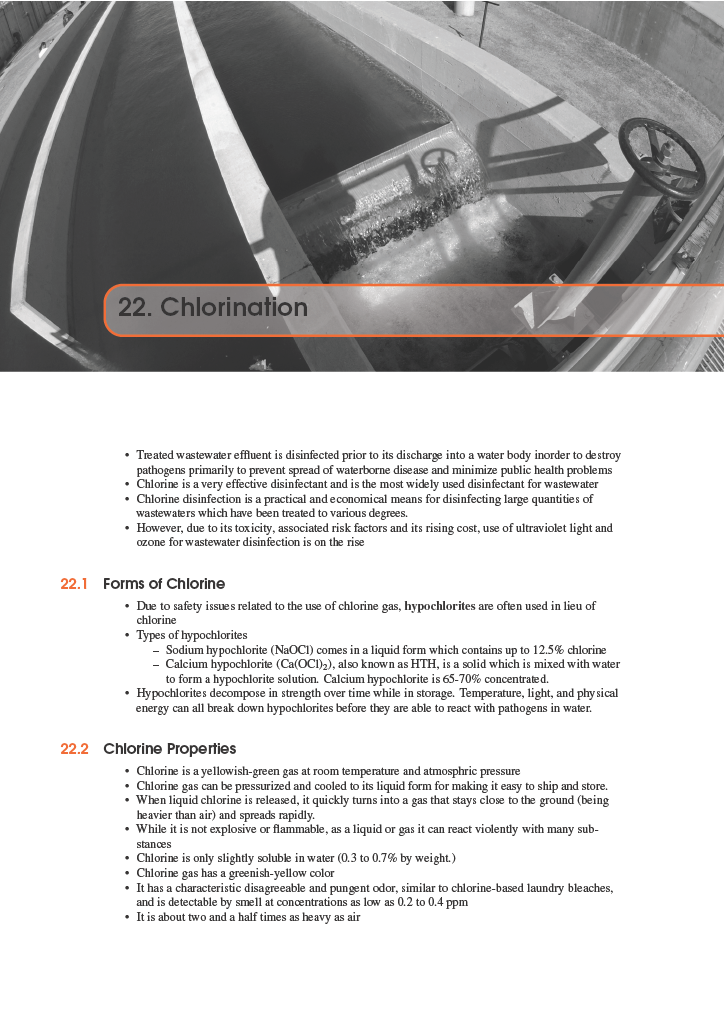 22. Chlorination
• Treated wastewater effluent is disinfected prior to its discharge into a water body inorder to destroy
pathogens primarily to prevent spread of waterborne disease and minimize public health problems
• Chlorine is a very effective disinfectant and is the most widely used disinfectant for wastewater
• Chlorine disinfection is a practical and economical means for disinfecting large quantities of
wastewaters which have been treated to various degrees.
• However, due to its toxicity, associated risk factors and its rising cost, use of ultraviolet light and
ozone for wastewater disinfection is on the rise
22.1 Forms of Chlorine
• Due to safety issues related to the use of chlorine gas, hypochlorites are often used in lieu of
chlorine
• Types of hypochlorites
– Sodium hypochlorite (NaOCl) comes in a liquid form which contains up to 12.5% chlorine
– Calcium hypochlorite (Ca(OCl)₂), also known as HTH, is a solid which is mixed with water
to form a hypochlorite solution. Calcium hypochlorite is 65-70% concentrated.
• Hypochlorites decompose in strength over time while in storage. Temperature, light, and physical
energy can all break down hypochlorites before they are able to react with pathogens in water.
22.2 Chlorine Properties
• Chlorine is a yellowish-green gas at room temperature and atmosphric pressure
• Chlorine gas can be pressurized and cooled to its liquid form for making it easy to ship and store.
• When liquid chlorine is released, it quickly turns into a gas that stays close to the ground (being
heavier than air) and spreads rapidly.
• While it is not explosive or flammable, as a liquid or gas it can react violently with many sub-
stances
• Chlorine is only slightly soluble in water (0.3 to 0.7% by weight.)
• Chlorine gas has a greenish-yellow color
• It has a characteristic disagreeable and pungent odor, similar to chlorine-based laundry bleaches,
and is detectable by smell at concentrations as low as 0.2 to 0.4 ppm
• It is about two and a half times as heavy as air